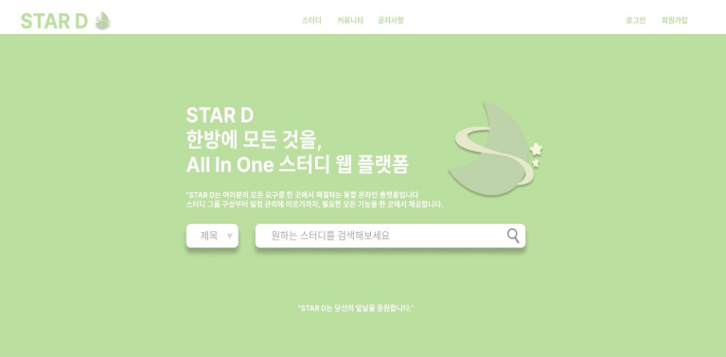 STAR D
스터디 커뮤니티 공지사항
로그인 회원가입
STAR D
한방에 모든 것을,
All In One 스터디 웹 플랫폼
"STAR D는 여러분의 모든 요구를 한 곳에서 해결하는 통합 온라인 플랫폼입니다
스터디 그룹 구성부터 일정 관리에 이르기까지, 필요한 모든 기능을 한 곳에서 제공합니다.
제목
원하는 스터디를 검색해보세요
"STAR D는 당신의 앞날을 응원합니다."